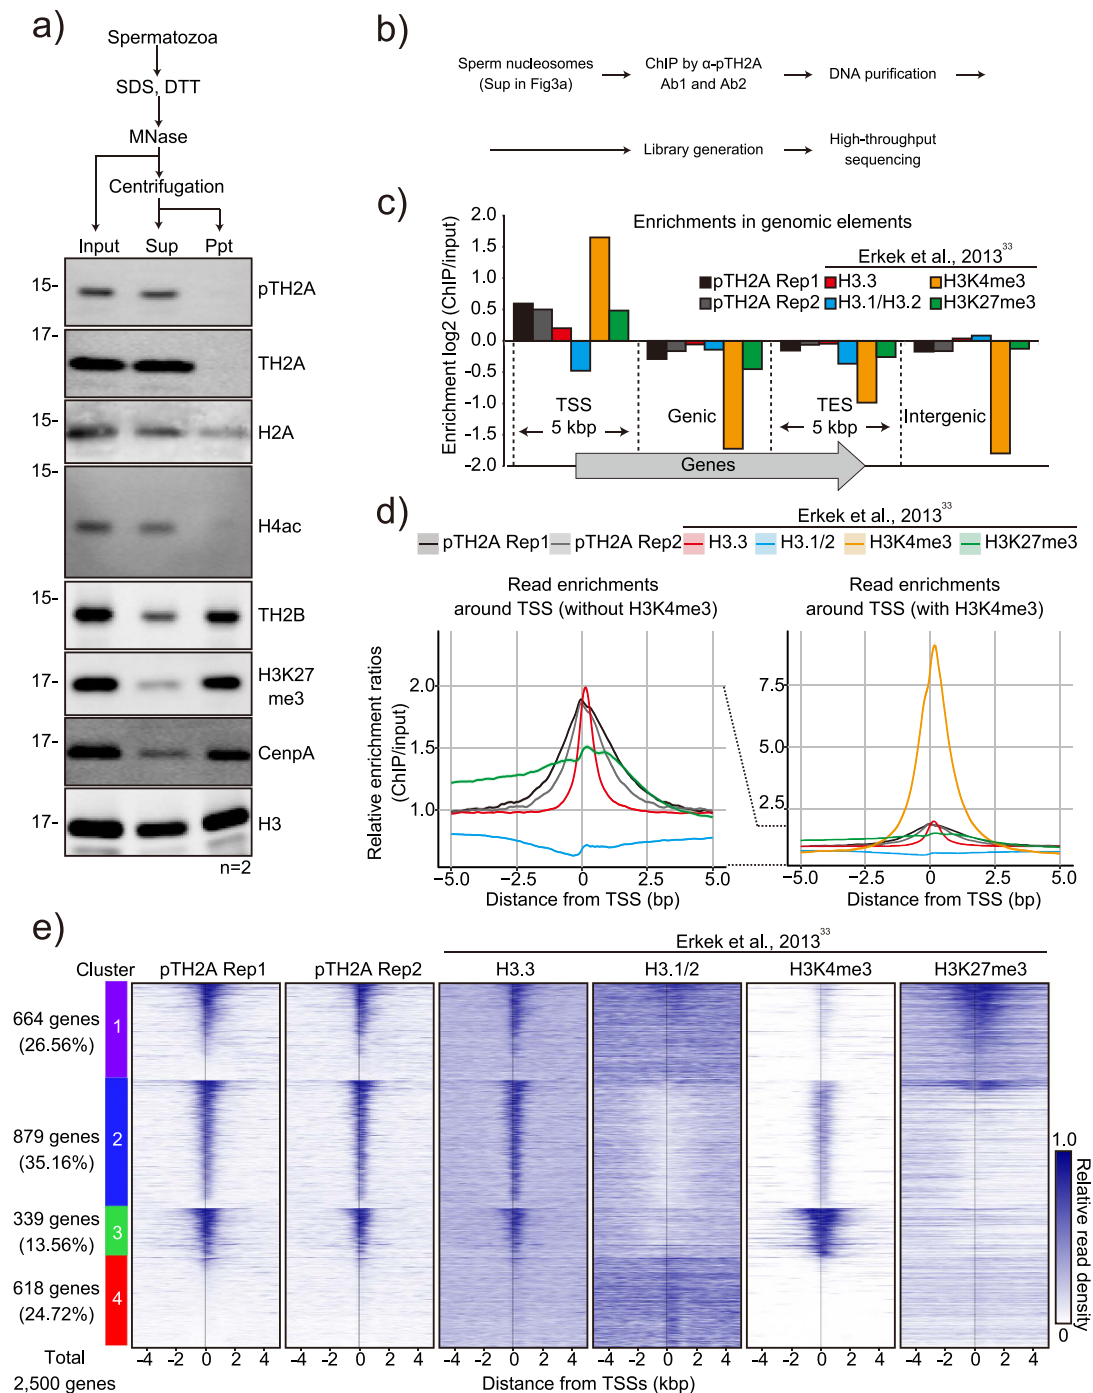 a)
Spermatozoa
SDS, DTT
MNase
Centrifugation
Input Sup Ppt
15- pTH2A
17- TH2A
15- H2A
15- H4ac
15- TH2B
17- H3K27
me3
17- CenpA
17- H3
n=2
b)
Sperm nucleosomes
(Sup in Fig3a)
ChIP by α-pTH2A
Ab1 and Ab2
DNA purification
Library generation
High-throughput
sequencing
c)
Enrichments in genomic elements
Erkek et al., 2013³³
pTH2A Rep1 H3.3 H3K4me3
pTH2A Rep2 H3.1/H3.2 H3K27me3
Enrichment log2 (ChIP/input)
2.0
1.5
1.0
0.5
0.0
-0.5
-1.0
-1.5
-2.0
TSS
5 kbp
Genic
TES
5 kbp
Intergenic
Genes
d)
Erkek et al., 2013³³
pTH2A Rep1 pTH2A Rep2 H3.3 H3.1/2 H3K4me3 H3K27me3
Read enrichments
around TSS (without H3K4me3)
Relative enrichment ratios
(ChIP/input)
2.0
1.5
1.0
−5.0 −2.5 0 2.5 5.0
Distance from TSS (bp)
Read enrichments
around TSS (with H3K4me3)
7.5
5.0
2.5
−5.0 −2.5 0 2.5 5.0
Distance from TSS (bp)
e)
Erkek et al., 2013³³
Cluster pTH2A Rep1 pTH2A Rep2 H3.3 H3.1/2 H3K4me3 H3K27me3
664 genes
(26.56%)
1
879 genes
(35.16%)
2
339 genes
(13.56%)
3
618 genes
(24.72%)
4
Total
2,500 genes
-4 -2 0 2 4 -4 -2 0 2 4 -4 -2 0 2 4 -4 -2 0 2 4 -4 -2 0 2 4 -4 -2 0 2 4
Distance from TSSs (kbp)
1.0
0
Relative read density